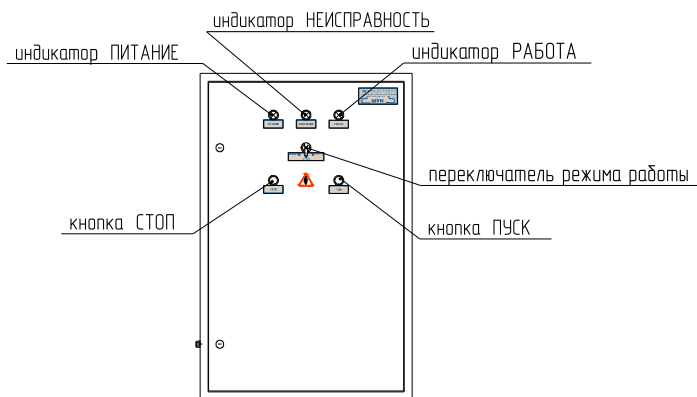 индикатор НЕИСПРАВНОСТЬ
индикатор ПИТАНИЕ
индикатор РАБОТА
переключатель режима работы
кнопка СТОП
кнопка ПУСК